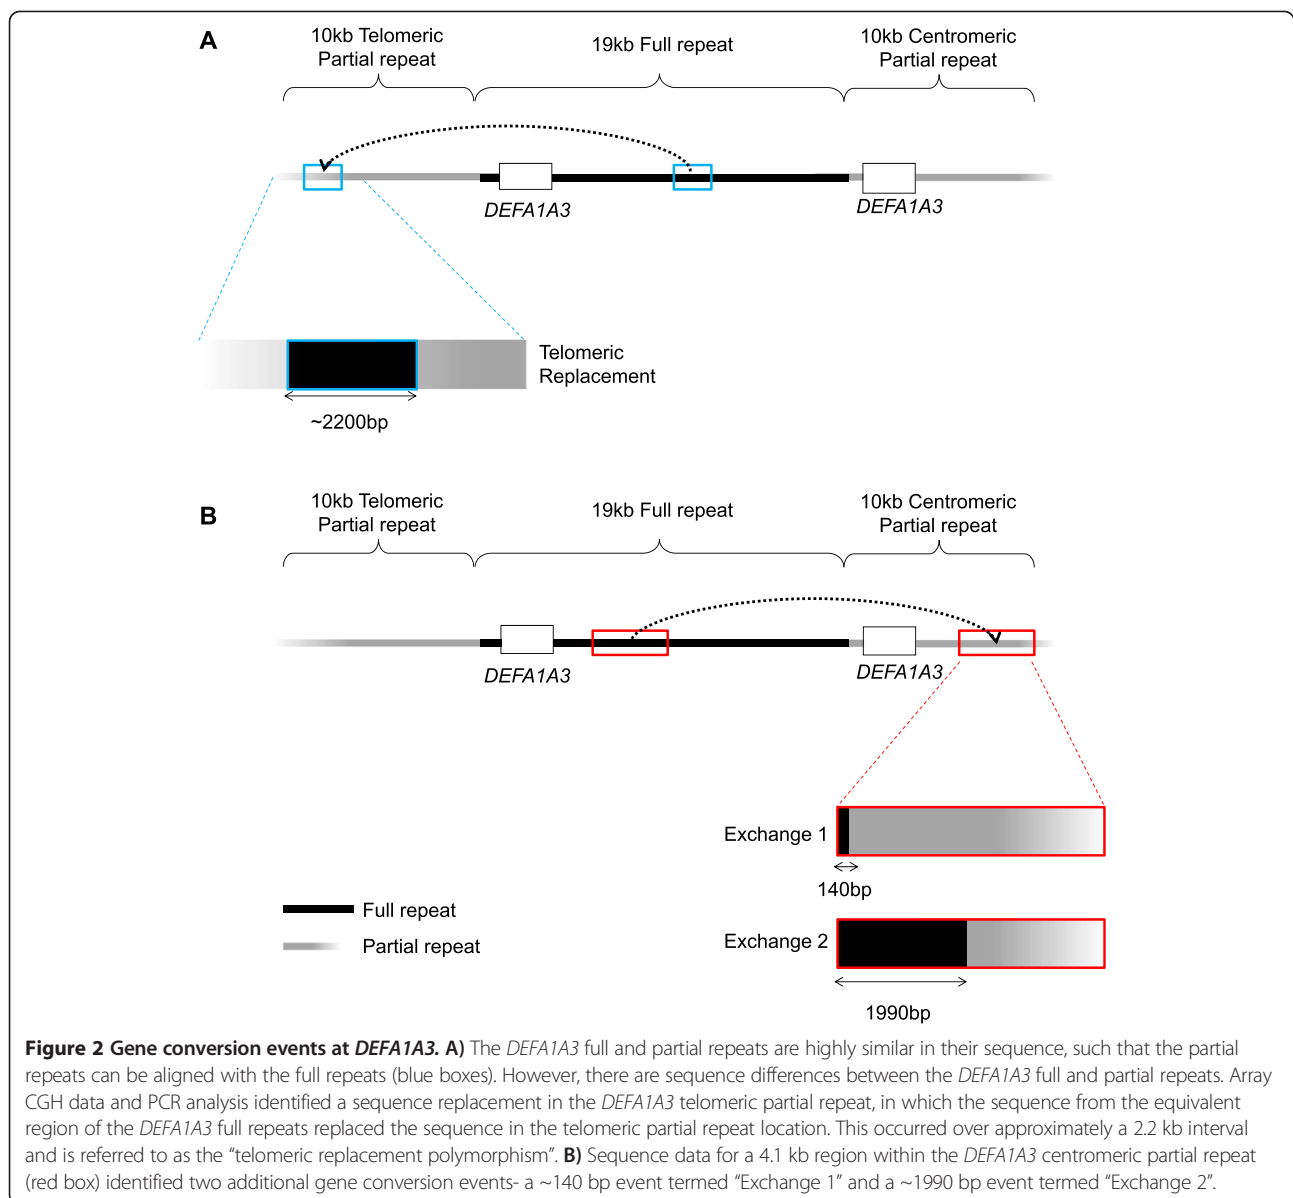 A
10kb Telomeric
Partial repeat
19kb Full repeat
10kb Centromeric
Partial repeat
DEFA1A3
DEFA1A3
Telomeric
Replacement
~2200bp
B
10kb Telomeric
Partial repeat
19kb Full repeat
10kb Centromeric
Partial repeat
DEFA1A3
DEFA1A3
Exchange 1
140bp
Full repeat
Partial repeat
Exchange 2
1990bp
Figure 2 Gene conversion events at DEFA1A3. A) The DEFA1A3 full and partial repeats are highly similar in their sequence, such that the partial
repeats can be aligned with the full repeats (blue boxes). However, there are sequence differences between the DEFA1A3 full and partial repeats. Array
CGH data and PCR analysis identified a sequence replacement in the DEFA1A3 telomeric partial repeat, in which the sequence from the equivalent
region of the DEFA1A3 full repeats replaced the sequence in the telomeric partial repeat location. This occurred over approximately a 2.2 kb interval
and is referred to as the “telomeric replacement polymorphism”. B) Sequence data for a 4.1 kb region within the DEFA1A3 centromeric partial repeat
(red box) identified two additional gene conversion events- a ~140 bp event termed “Exchange 1” and a ~1990 bp event termed “Exchange 2”.